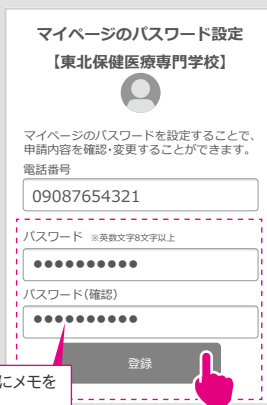 マイページのパスワード設定
【東北保健医療専門学校】
マイページのパスワードを設定することで、
申請内容を確認・変更することができます。
電話番号
09087654321
パスワード ※英数文字8文字以上
●●●●●●●●●●
パスワード(確認)
●●●●●●●●●●
登録
にメモを